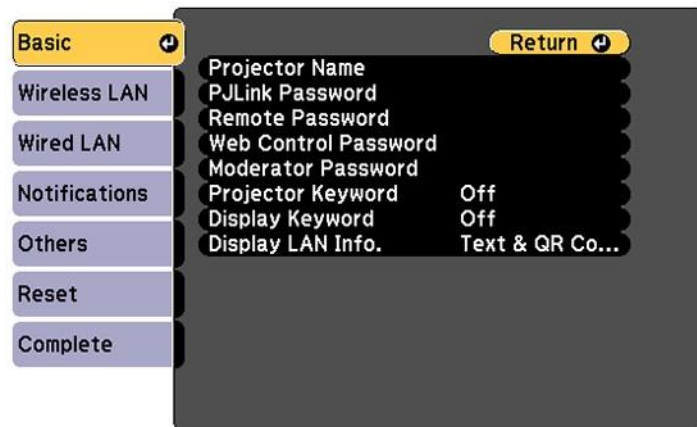 Basic
Wireless LAN
Wired LAN
Notifications
Others
Reset
Complete
Return
Projector Name
PJLink Password
Remote Password
Web Control Password
Moderator Password
Projector Keyword Off
Display Keyword Off
Display LAN Info. Text & QR Co...